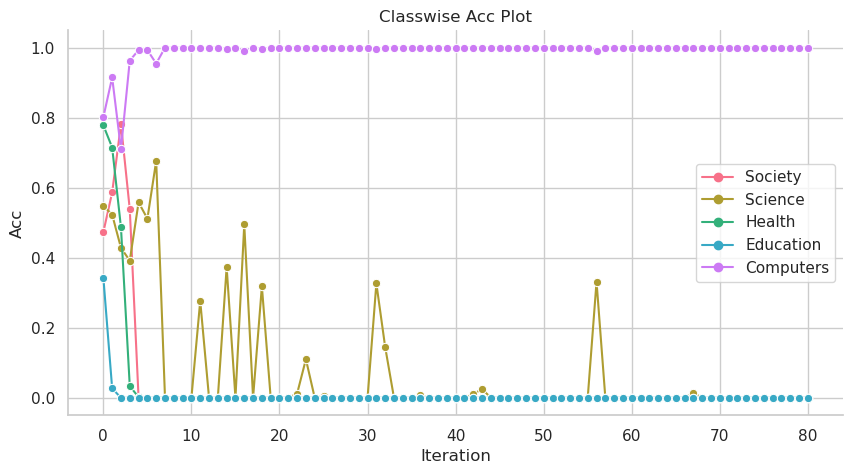 Classwise Acc Plot
Acc
1.0
0.8
0.6
0.4
0.2
0.0
Society
Science
Health
Education
Computers
0 10 20 30 40 50 60 70 80
Iteration